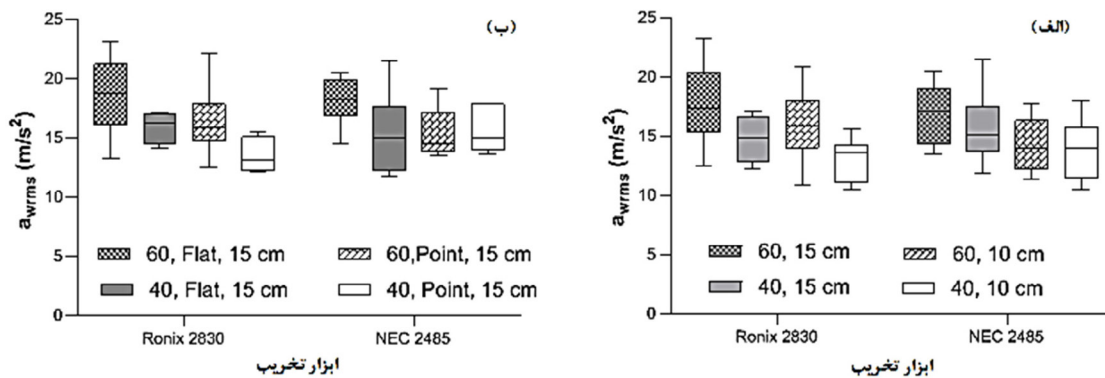 (ب)
25
20
15
10
5
0
a_wrms (m/s²)
60, Flat, 15 cm
60,Point, 15 cm
40, Flat, 15 cm
40, Point, 15 cm
Ronix 2830
NEC 2485
ابزار تخریب
(الف)
25
20
15
10
5
0
a_wrms (m/s²)
60, 15 cm
60, 10 cm
40, 15 cm
40, 10 cm
Ronix 2830
NEC 2485
ابزار تخریب